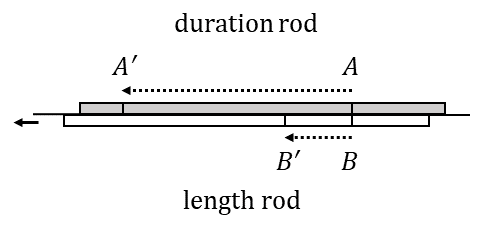 duration rod
A′ A
B′ B
length rod